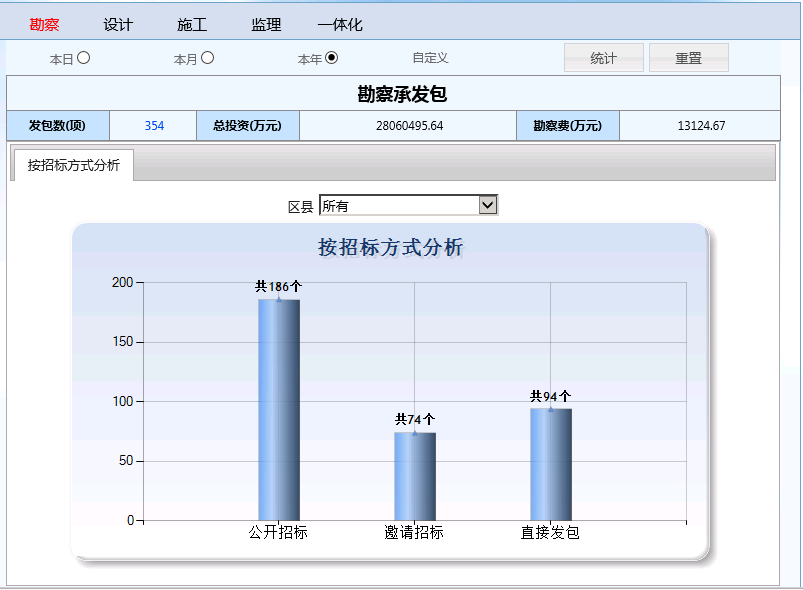 勘察 设计 施工 监理 一体化
本日 本月 本年 自定义 统计 重置
勘察承发包
发包数(项) 354 总投资(万元) 28060495.64 勘察费(万元) 13124.67
按招标方式分析
区县 所有
按招标方式分析
200
共186个
150
100
共94个
共74个
50
0
公开招标 邀请招标 直接发包